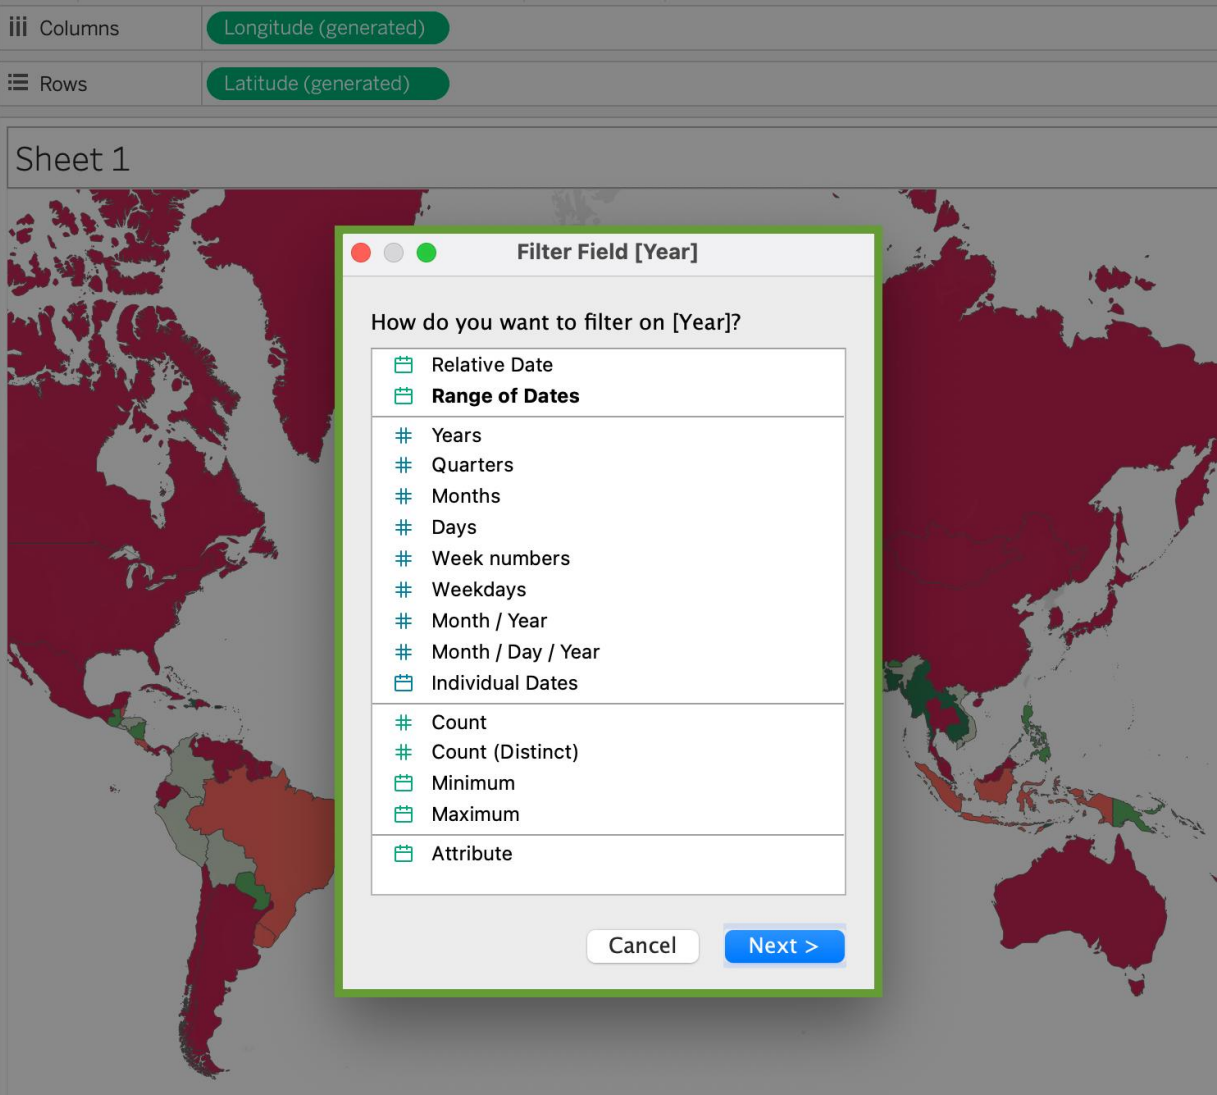 Columns
Longitude (generated)
Rows
Latitude (generated)
Sheet 1
Filter Field [Year]
How do you want to filter on [Year]?
Relative Date
Range of Dates
Years
Quarters
Months
Days
Week numbers
Weekdays
Month / Year
Month / Day / Year
Individual Dates
Count
Count (Distinct)
Minimum
Maximum
Attribute
Cancel
Next >